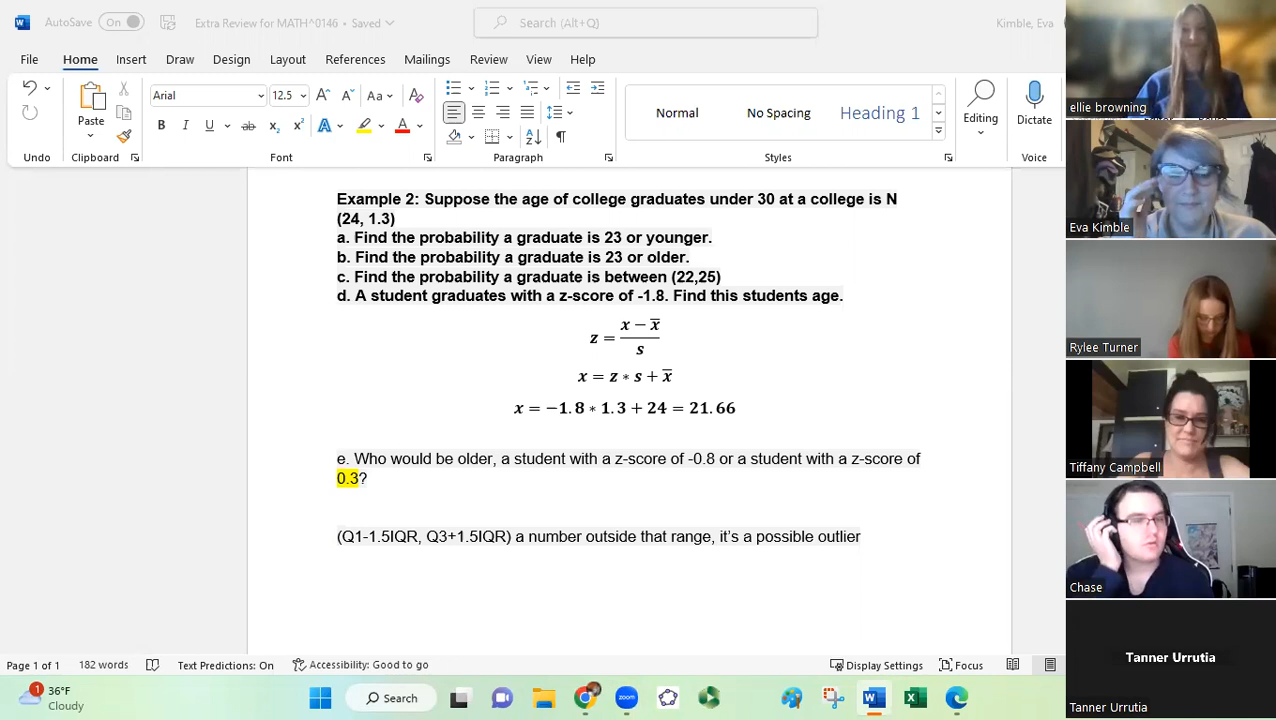 AutoSave On Extra Review for MATH^0146 • Saved Search (Alt+Q) Kimble, Eva
File Home Insert Draw Design Layout References Mailings Review View Help
Paste Arial 12.5 Aa Normal No Spacing Heading 1 Editing Dictate
Undo Clipboard Font Paragraph Styles Voice
Example 2: Suppose the age of college graduates under 30 at a college is N
(24, 1.3)
a. Find the probability a graduate is 23 or younger.
b. Find the probability a graduate is 23 or older.
c. Find the probability a graduate is between (22,25)
d. A student graduates with a z-score of -1.8. Find this students age.
z = x − x̅ / s
x = z ∗ s + x̅
x = −1.8 ∗ 1.3 + 24 = 21.66
e. Who would be older, a student with a z-score of -0.8 or a student with a z-score of
0.3?
(Q1-1.5IQR, Q3+1.5IQR) a number outside that range, it's a possible outlier
Page 1 of 1 182 words Text Predictions: On Accessibility: Good to go Display Settings Focus
1 36°F
Cloudy
Search
zoom
ellie browning
Eva Kimble
Rylee Turner
Tiffany Campbell
Chase
Tanner Urrutia
Tanner Urrutia